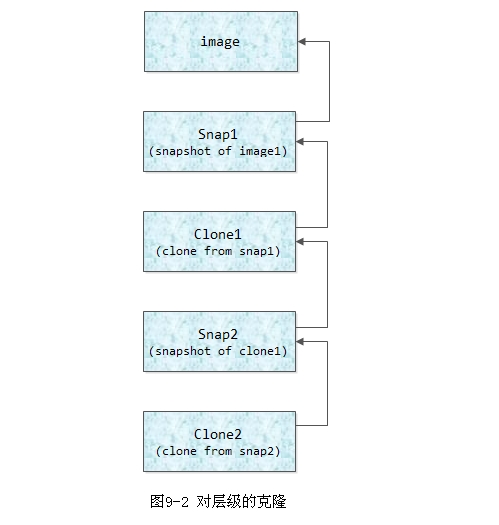 image
Snap1
(snapshot of image1)
Clone1
(clone from snap1)
Snap2
(snapshot of clone1)
Clone2
(clone from snap2)
图9-2 对层级的克隆